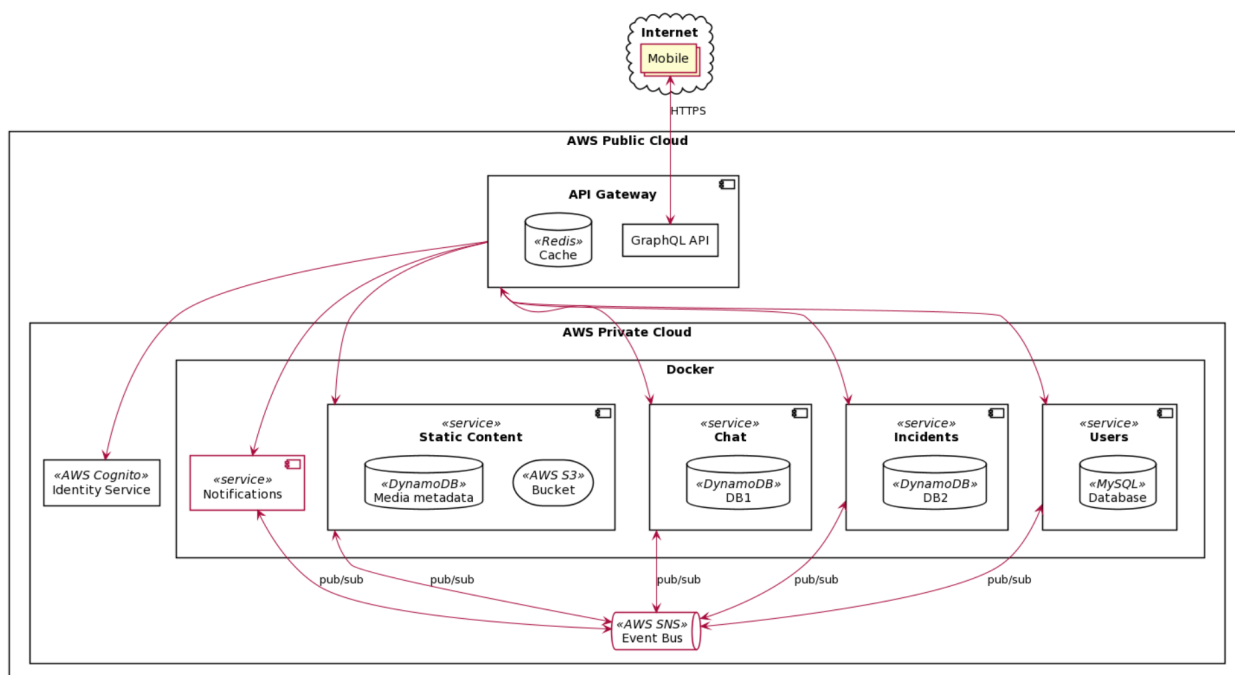 Internet
Mobile
HTTPS
AWS Public Cloud
API Gateway
«Redis»
Cache
GraphQL API
AWS Private Cloud
Docker
«AWS Cognito»
Identity Service
«service»
Notifications
«service»
Static Content
«DynamoDB»
Media metadata
«AWS S3»
Bucket
«service»
Chat
«DynamoDB»
DB1
«service»
Incidents
«DynamoDB»
DB2
«service»
Users
«MySQL»
Database
pub/sub
pub/sub
pub/sub
pub/sub
pub/sub
«AWS SNS»
Event Bus